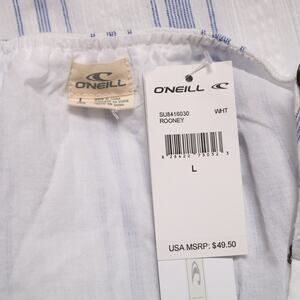 O'NEILL
L
O'NEILL
SU8416030 WHT
ROONEY
L
USA MSRP: $49.50